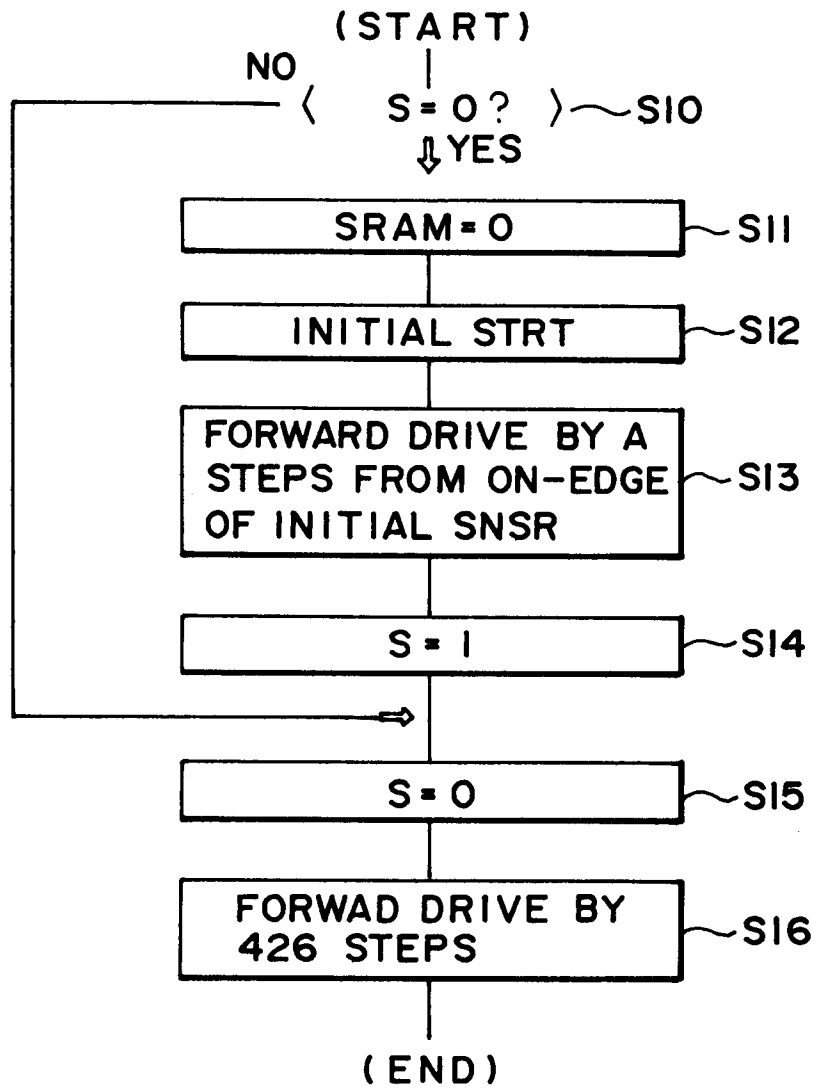 (START)
NO
〈 S=0? 〉 S10
YES
SRAM=0 S11
INITIAL STRT S12
FORWARD DRIVE BY A
STEPS FROM ON-EDGE S13
OF INITIAL SNSR
S = 1 S14
S = 0 S15
FORWAD DRIVE BY
426 STEPS S16
(END)